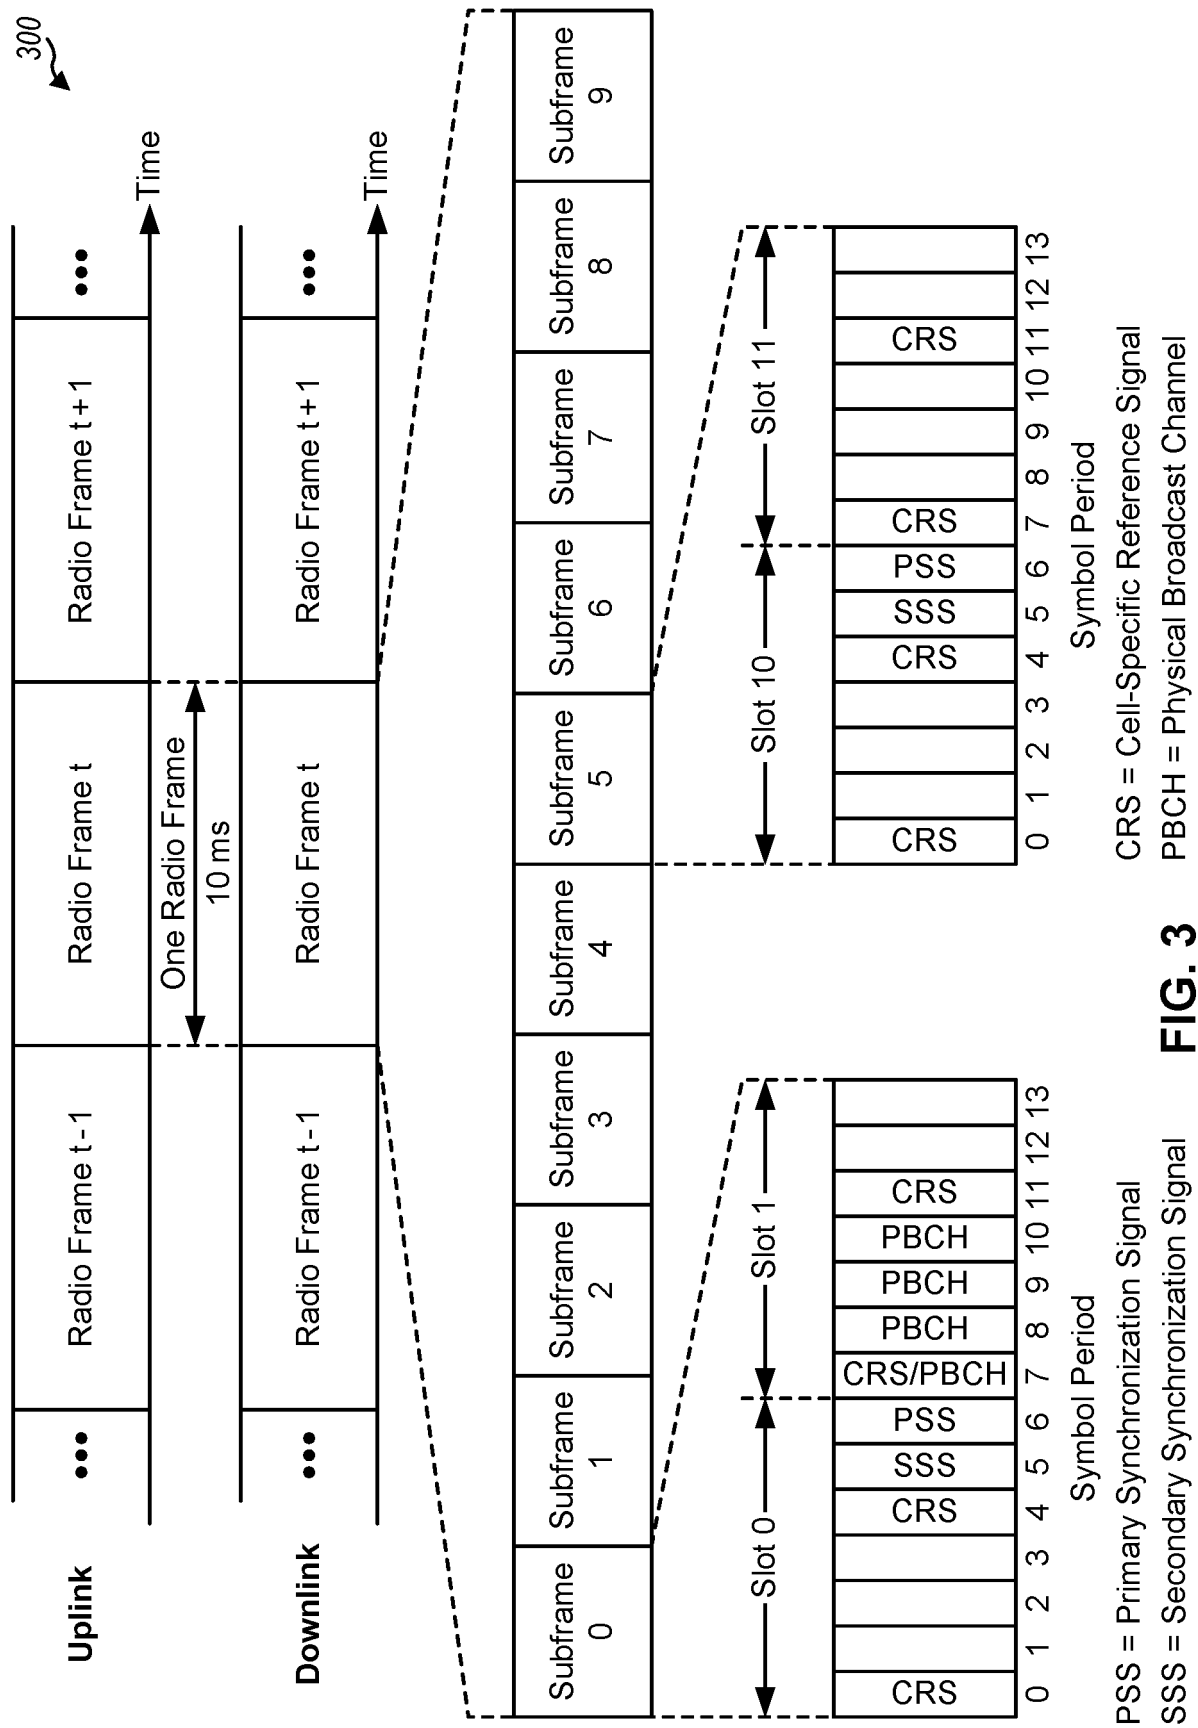 300
Uplink
•••
Radio Frame t-1
Radio Frame t
Radio Frame t+1
•••
Time
One Radio Frame
10 ms
Downlink
•••
Radio Frame t-1
Radio Frame t
Radio Frame t+1
•••
Time
Subframe
0
Subframe
1
Subframe
2
Subframe
3
Subframe
4
Subframe
5
Subframe
6
Subframe
7
Subframe
8
Subframe
9
Slot 0
Slot 1
CRS
CRS
SSS
PSS
CRS/PBCH
PBCH
PBCH
PBCH
CRS
0 1 2 3 4 5 6 7 8 9 10 11 12 13
Symbol Period
Slot 10
Slot 11
CRS
CRS
SSS
PSS
CRS
CRS
0 1 2 3 4 5 6 7 8 9 10 11 12 13
Symbol Period
PSS = Primary Synchronization Signal
SSS = Secondary Synchronization Signal
CRS = Cell-Specific Reference Signal
PBCH = Physical Broadcast Channel
FIG. 3